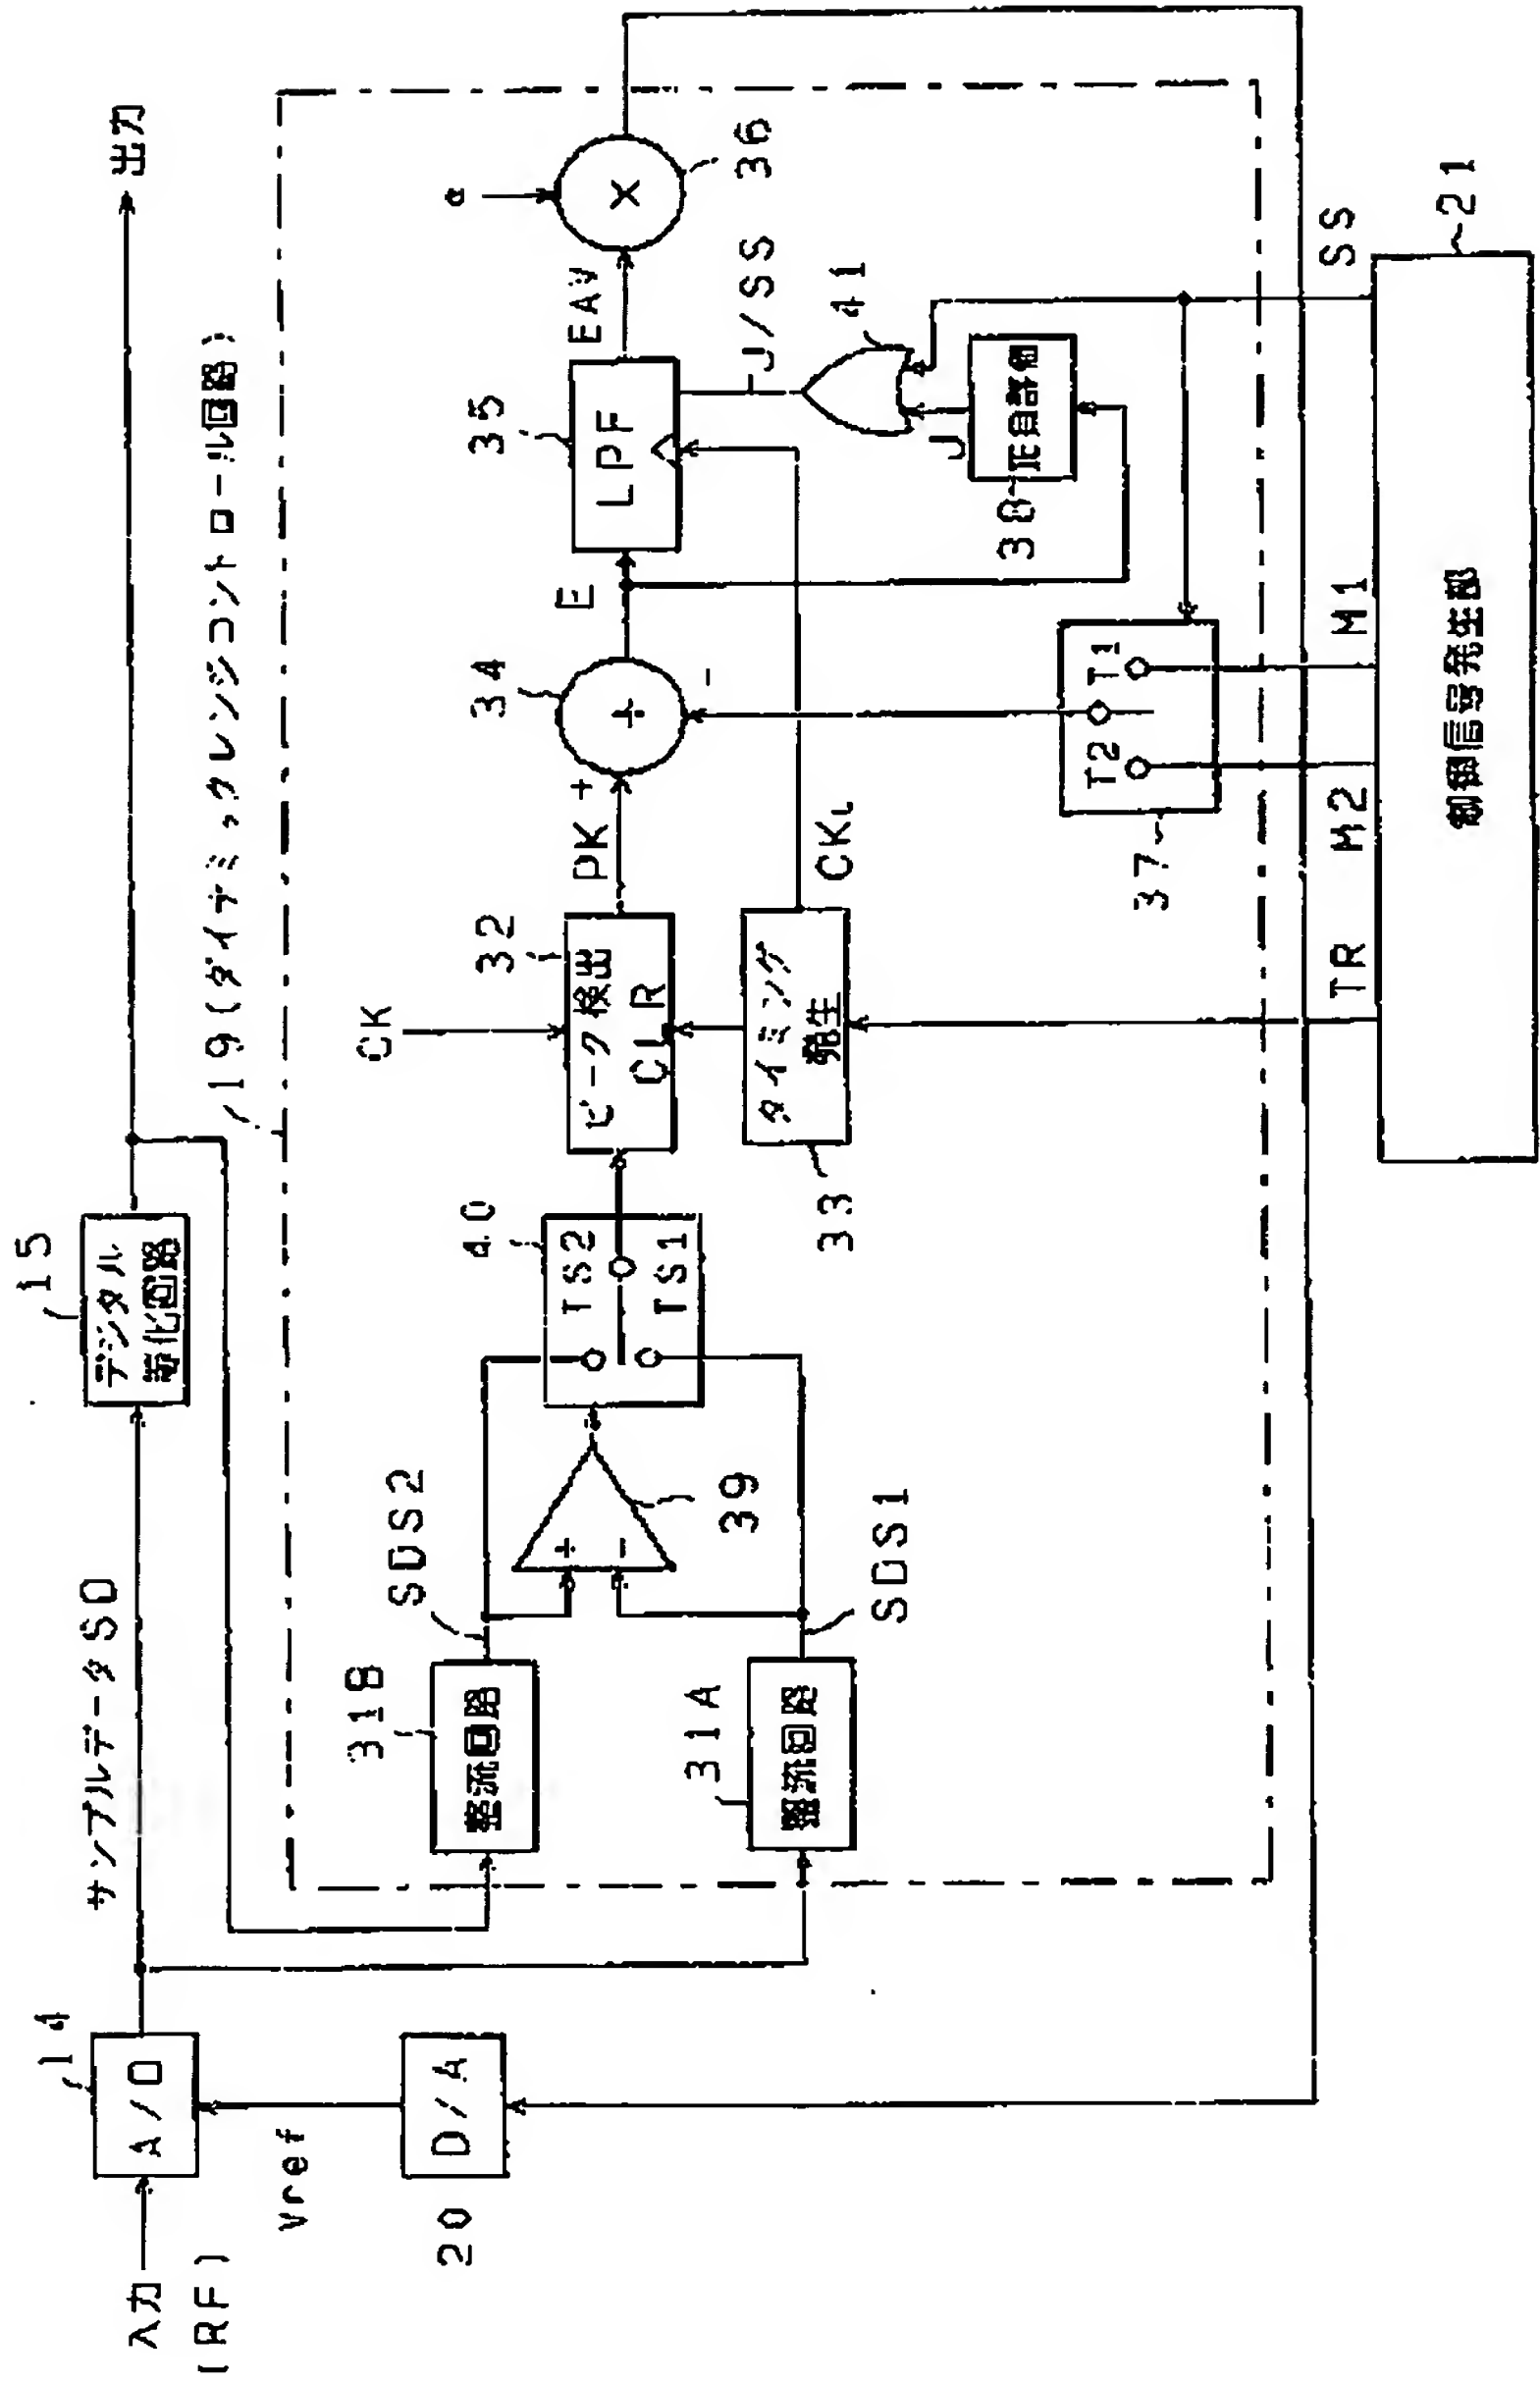 入力
(RF)
14
A/D
Vref
20
D/A
サンプルデータSD
15
デジタル
等化回路
出力
19(ダイナミックレンジコントロール回路)
31B
整流回路
SDS2
31A
整流回路
SDS1
+
-
39
40
TS2
TS1
CK
32
ピーク検出
CLR
33
タイミング
発生
CKL
PK
+
34
+
-
E
35
LPF
EAV
α
×
36
J/SS
41
J
38
正負評価
37
T2
T1
TR
M2
M1
SS
21
制御信号発生部